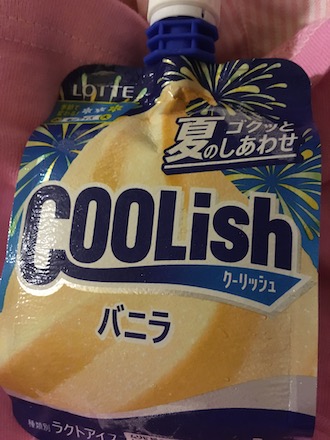 LOTTE
ゴクッと
夏のしあわせ
COOLish
クーリッシュ
バニラ
種類別 ラクトアイス